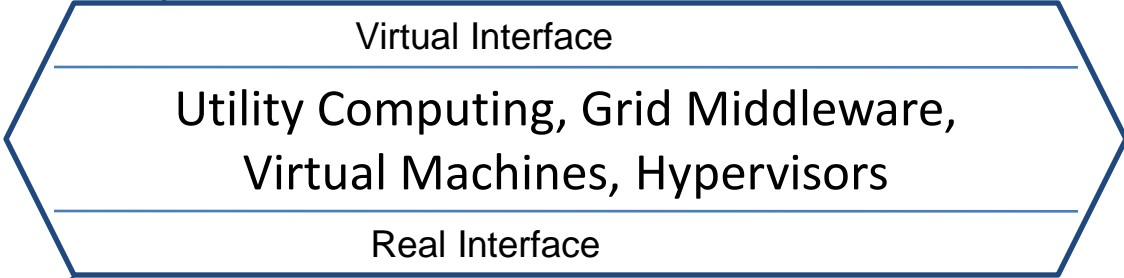 Virtual Interface
Utility Computing, Grid Middleware,
Virtual Machines, Hypervisors
Real Interface